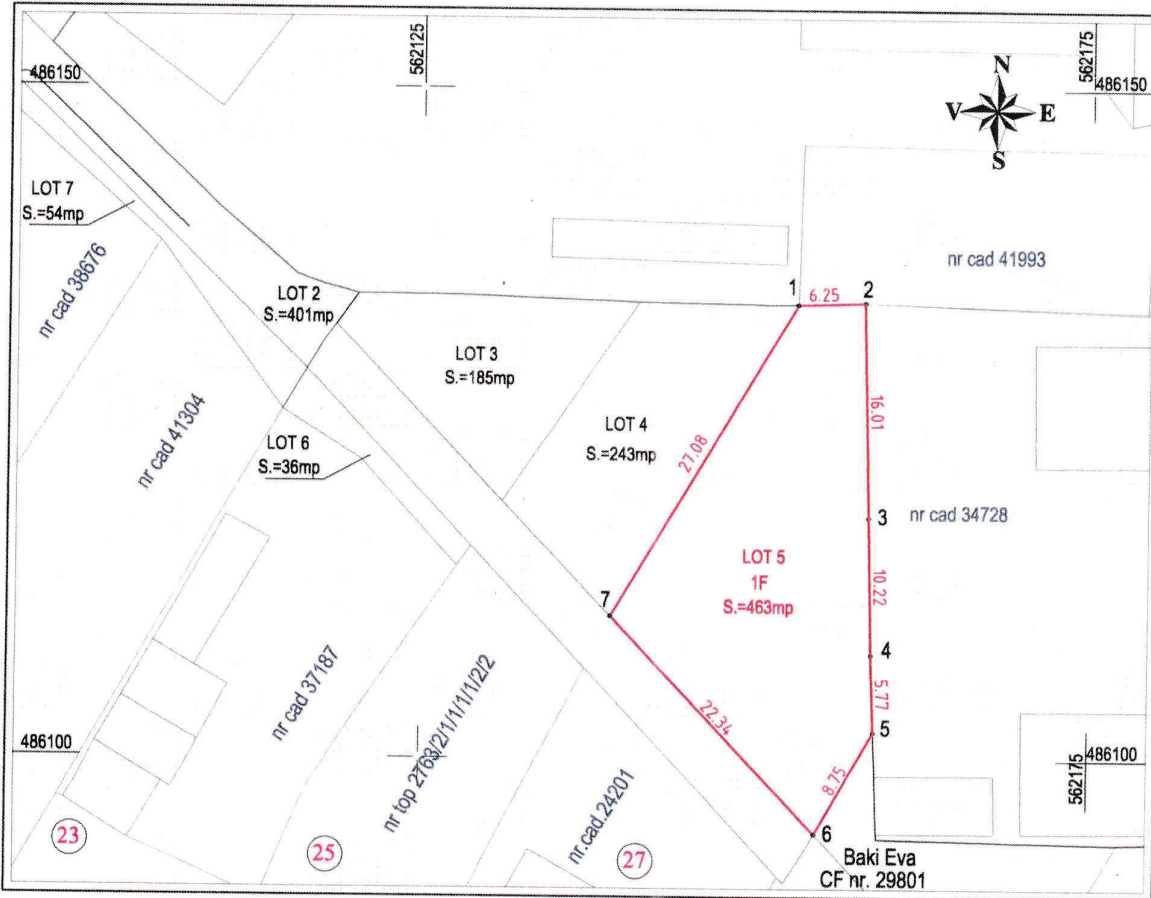 562125
562175
486150
486150
N
V
E
S
LOT 7
S.=54mp
nr cad 38676
nr cad 41993
LOT 2
S.=401mp
1
6.25
2
LOT 3
S.=185mp
nr cad 41304
LOT 4
S.=243mp
27.08
16.01
LOT 6
S.=36mp
3
nr cad 34728
LOT 5
1F
S.=463mp
10.22
7
4
5.77
nr cad 37187
nr top 2763/2/1/1/1/1/2/2
22.34
5
486100
486100
562175
8.75
nr.cad.24201
23
25
27
6
Baki Eva
CF nr. 29801